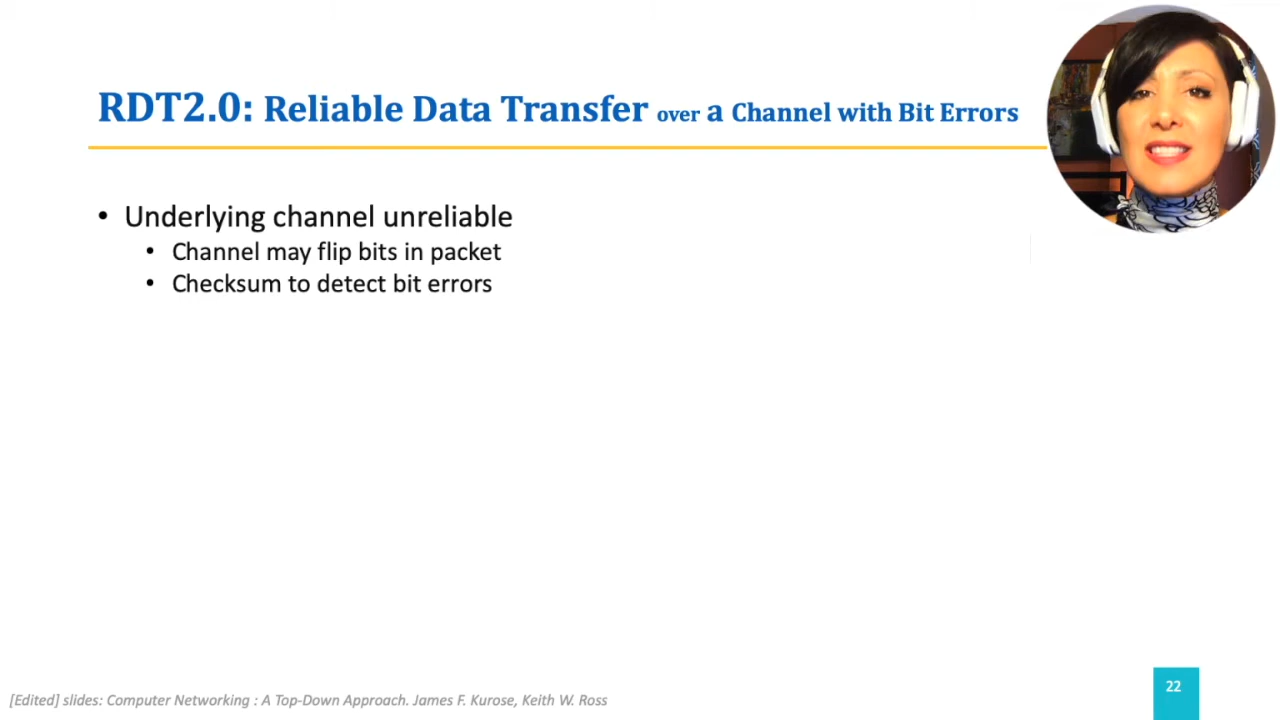 RDT2.0: Reliable Data Transfer over a Channel with Bit Errors
• Underlying channel unreliable
• Channel may flip bits in packet
• Checksum to detect bit errors
[Edited] slides: Computer Networking : A Top-Down Approach. James F. Kurose, Keith W. Ross
22